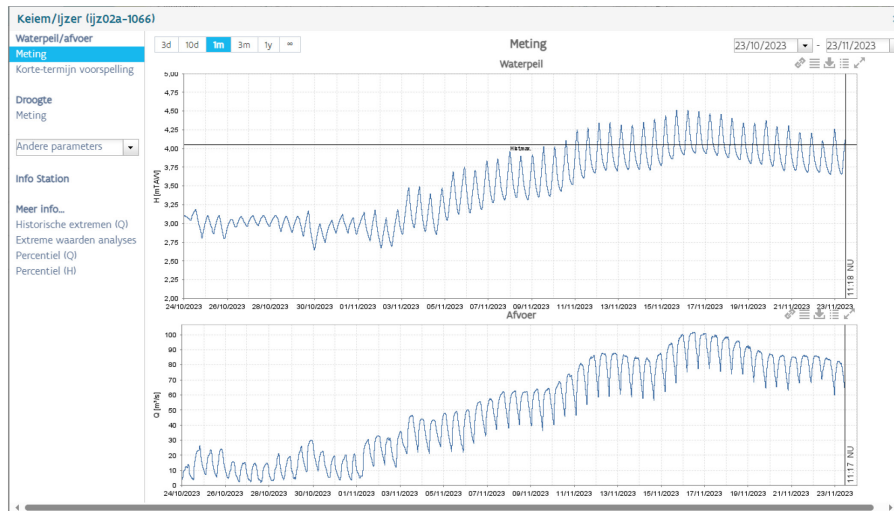 Keiem/Ijzer (ijz02a-1066)
Waterpeil/afvoer
Meting
Korte-termijn voorspelling
Droogte
Meting
Andere parameters
Info Station
Meer info...
Historische extremen (Q)
Extreme waarden analyses
Percentiel (Q)
Percentiel (H)
3d 10d 1m 3m 1y ∞
Meting
23/10/2023 - 23/11/2023
Waterpeil
H [mTAW]
5,00
4,75
4,50
4,25
4,00
3,75
3,50
3,25
3,00
2,75
2,50
2,25
2,00
Hist.max.
11:18 NU
24/10/2023 26/10/2023 28/10/2023 30/10/2023 01/11/2023 03/11/2023 05/11/2023 07/11/2023 09/11/2023 11/11/2023 13/11/2023 15/11/2023 17/11/2023 19/11/2023 21/11/2023 23/11/2023
Afvoer
Q [m³/s]
100
90
80
70
60
50
40
30
20
10
0
11:17 NU
24/10/2023 26/10/2023 28/10/2023 30/10/2023 01/11/2023 03/11/2023 05/11/2023 07/11/2023 09/11/2023 11/11/2023 13/11/2023 15/11/2023 17/11/2023 19/11/2023 21/11/2023 23/11/2023